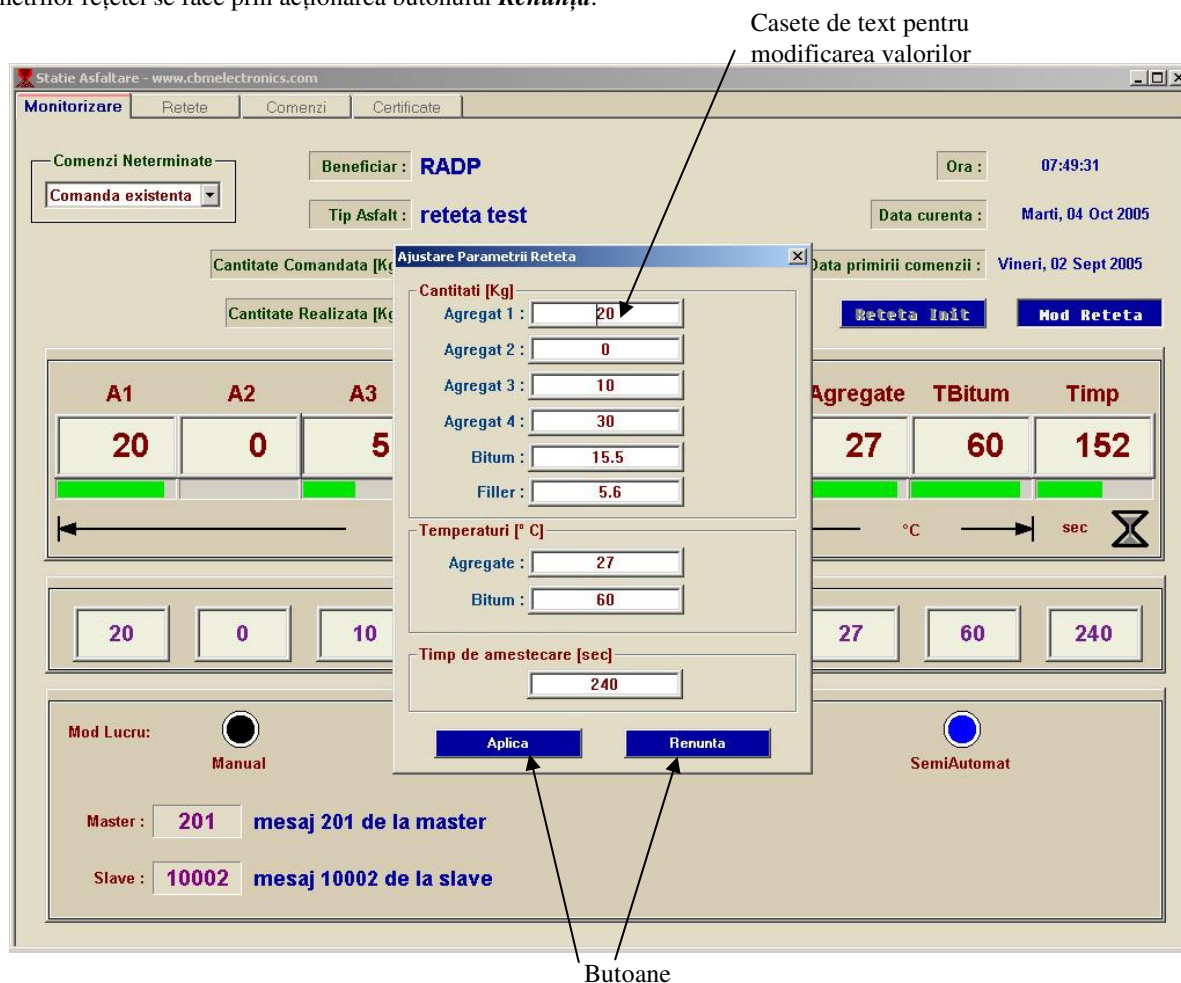 metrilor rețetei se face prin acționarea butonului Renunța.
Casete de text pentru
modificarea valorilor
Statie Asfaltare - www.cbmelectronics.com
Monitorizare Retete Comenzi Certificate
Comenzi Neterminate
Comanda existenta
Beneficiar : RADP
Ora : 07:49:31
Tip Asfalt : reteta test
Data curenta : Marti, 04 Oct 2005
Cantitate Comandata [Kg
Data primirii comenzii : Vineri, 02 Sept 2005
Cantitate Realizata [Kg
Reteta Init Mod Reteta
Ajustare Parametrii Reteta
Cantitati [Kg]
Agregat 1 : 20
Agregat 2 : 0
Agregat 3 : 10
Agregat 4 : 30
Bitum : 15.5
Filler : 5.6
Temperaturi [° C]
Agregate : 27
Bitum : 60
Timp de amestecare [sec]
240
Aplica Renunta
A1 A2 A3 Agregate TBitum Timp
20 0 5 27 60 152
°C sec
20 0 10 27 60 240
Mod Lucru:
Manual SemiAutomat
Master : 201 mesaj 201 de la master
Slave : 10002 mesaj 10002 de la slave
Butoane